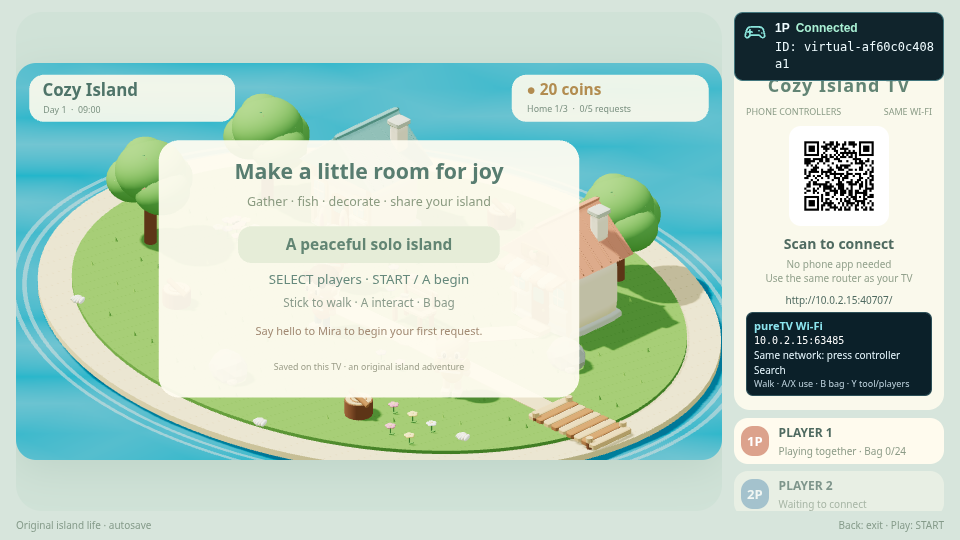 Cozy Island
Day 1 · 09:00
● 20 coins
Home 1/3 · 0/5 requests
Make a little room for joy
Gather · fish · decorate · share your island
A peaceful solo island
SELECT players · START / A begin
Stick to walk · A interact · B bag
Say hello to Mira to begin your first request.
Saved on this TV · an original island adventure
1P Connected
ID: virtual-af60c0c408
a1
Cozy Island TV
PHONE CONTROLLERS
SAME WI-FI
Scan to connect
No phone app needed
Use the same router as your TV
http://10.0.2.15:40707/
pureTV Wi-Fi
10.0.2.15:63485
Same network: press controller
Search
Walk · A/X use · B bag · Y tool/players
1P
PLAYER 1
Playing together · Bag 0/24
2P
PLAYER 2
Waiting to connect
Original island life · autosave
Back: exit · Play: START